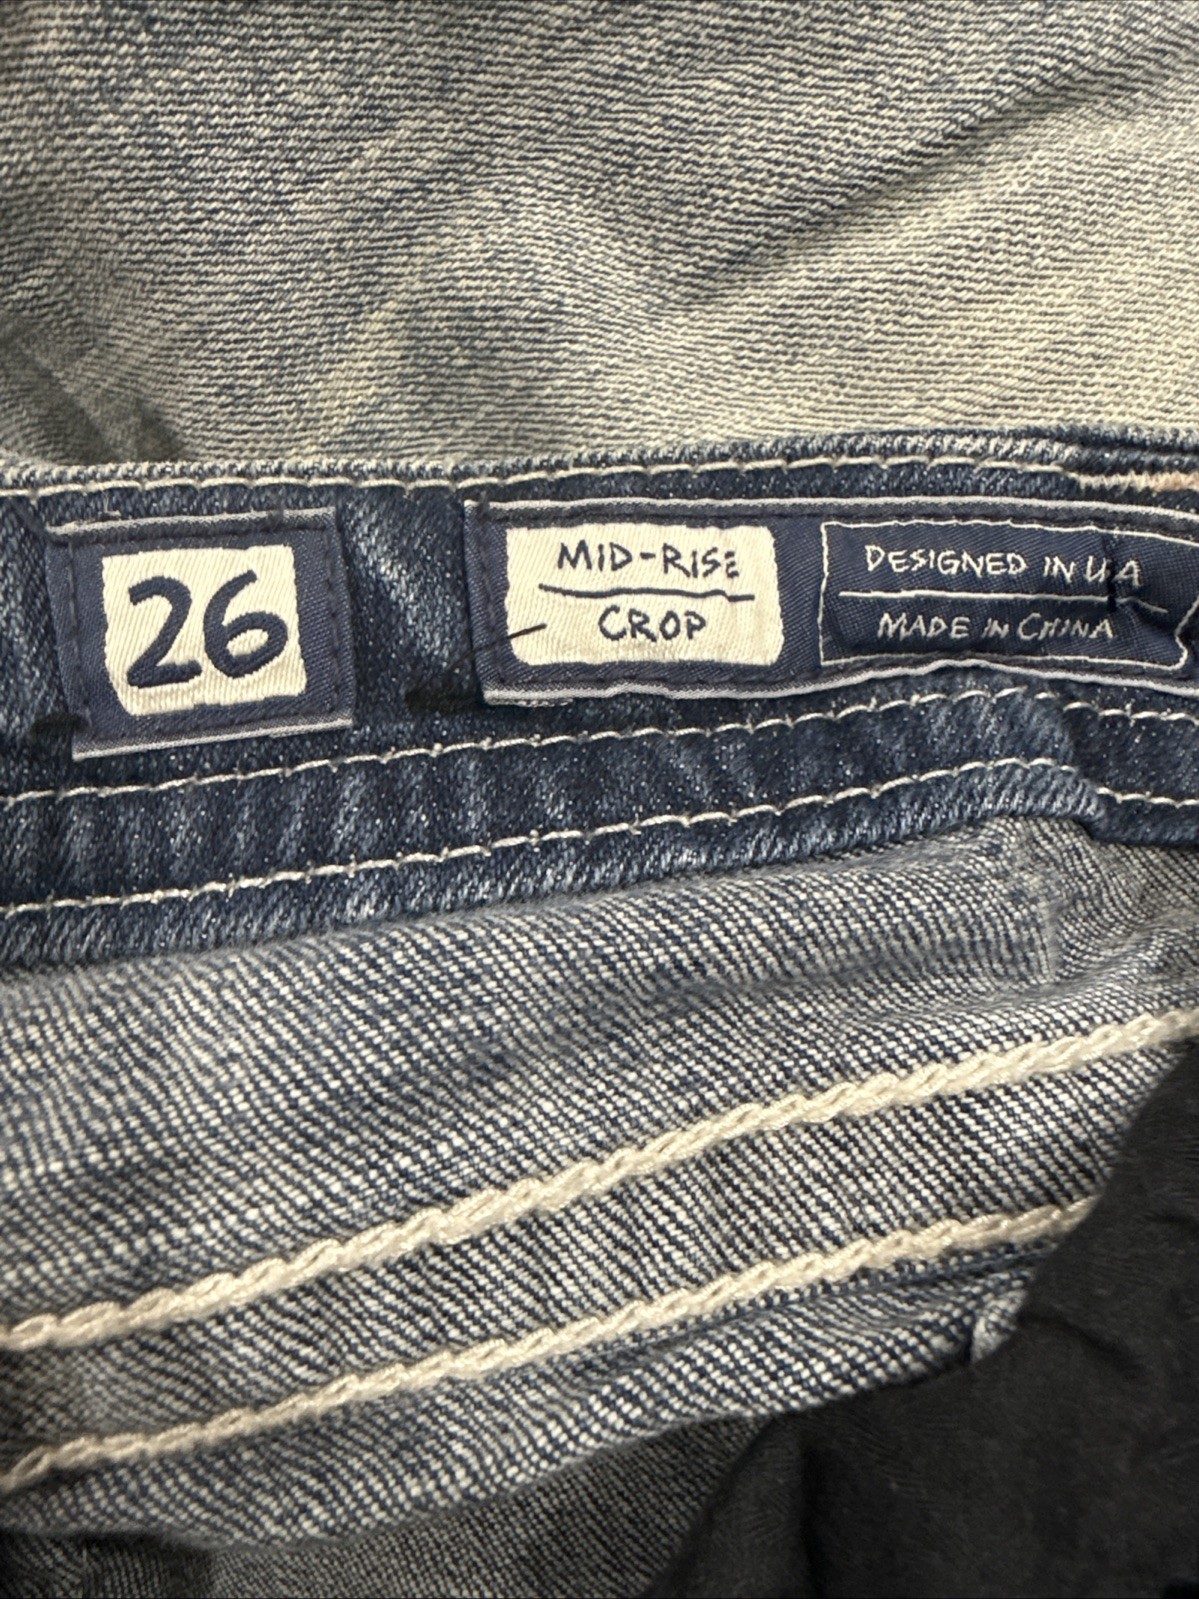 26
MID-RISE
CROP
DESIGNED IN USA
MADE IN CHINA